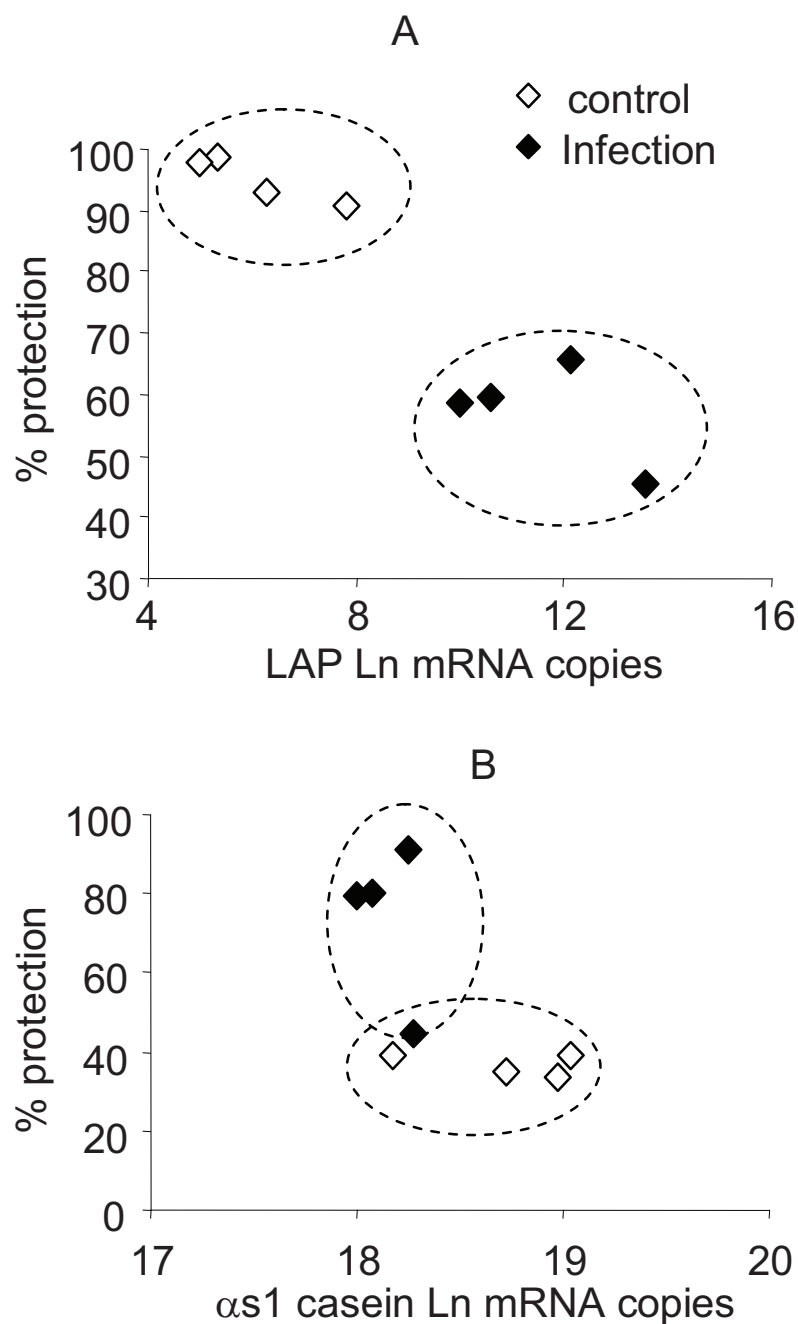 A
control
Infection
100
90
80
70
60
50
40
30
% protection
4 8 12 16
LAP Ln mRNA copies
B
100
80
60
40
20
0
% protection
17 18 19 20
αs1 casein Ln mRNA copies